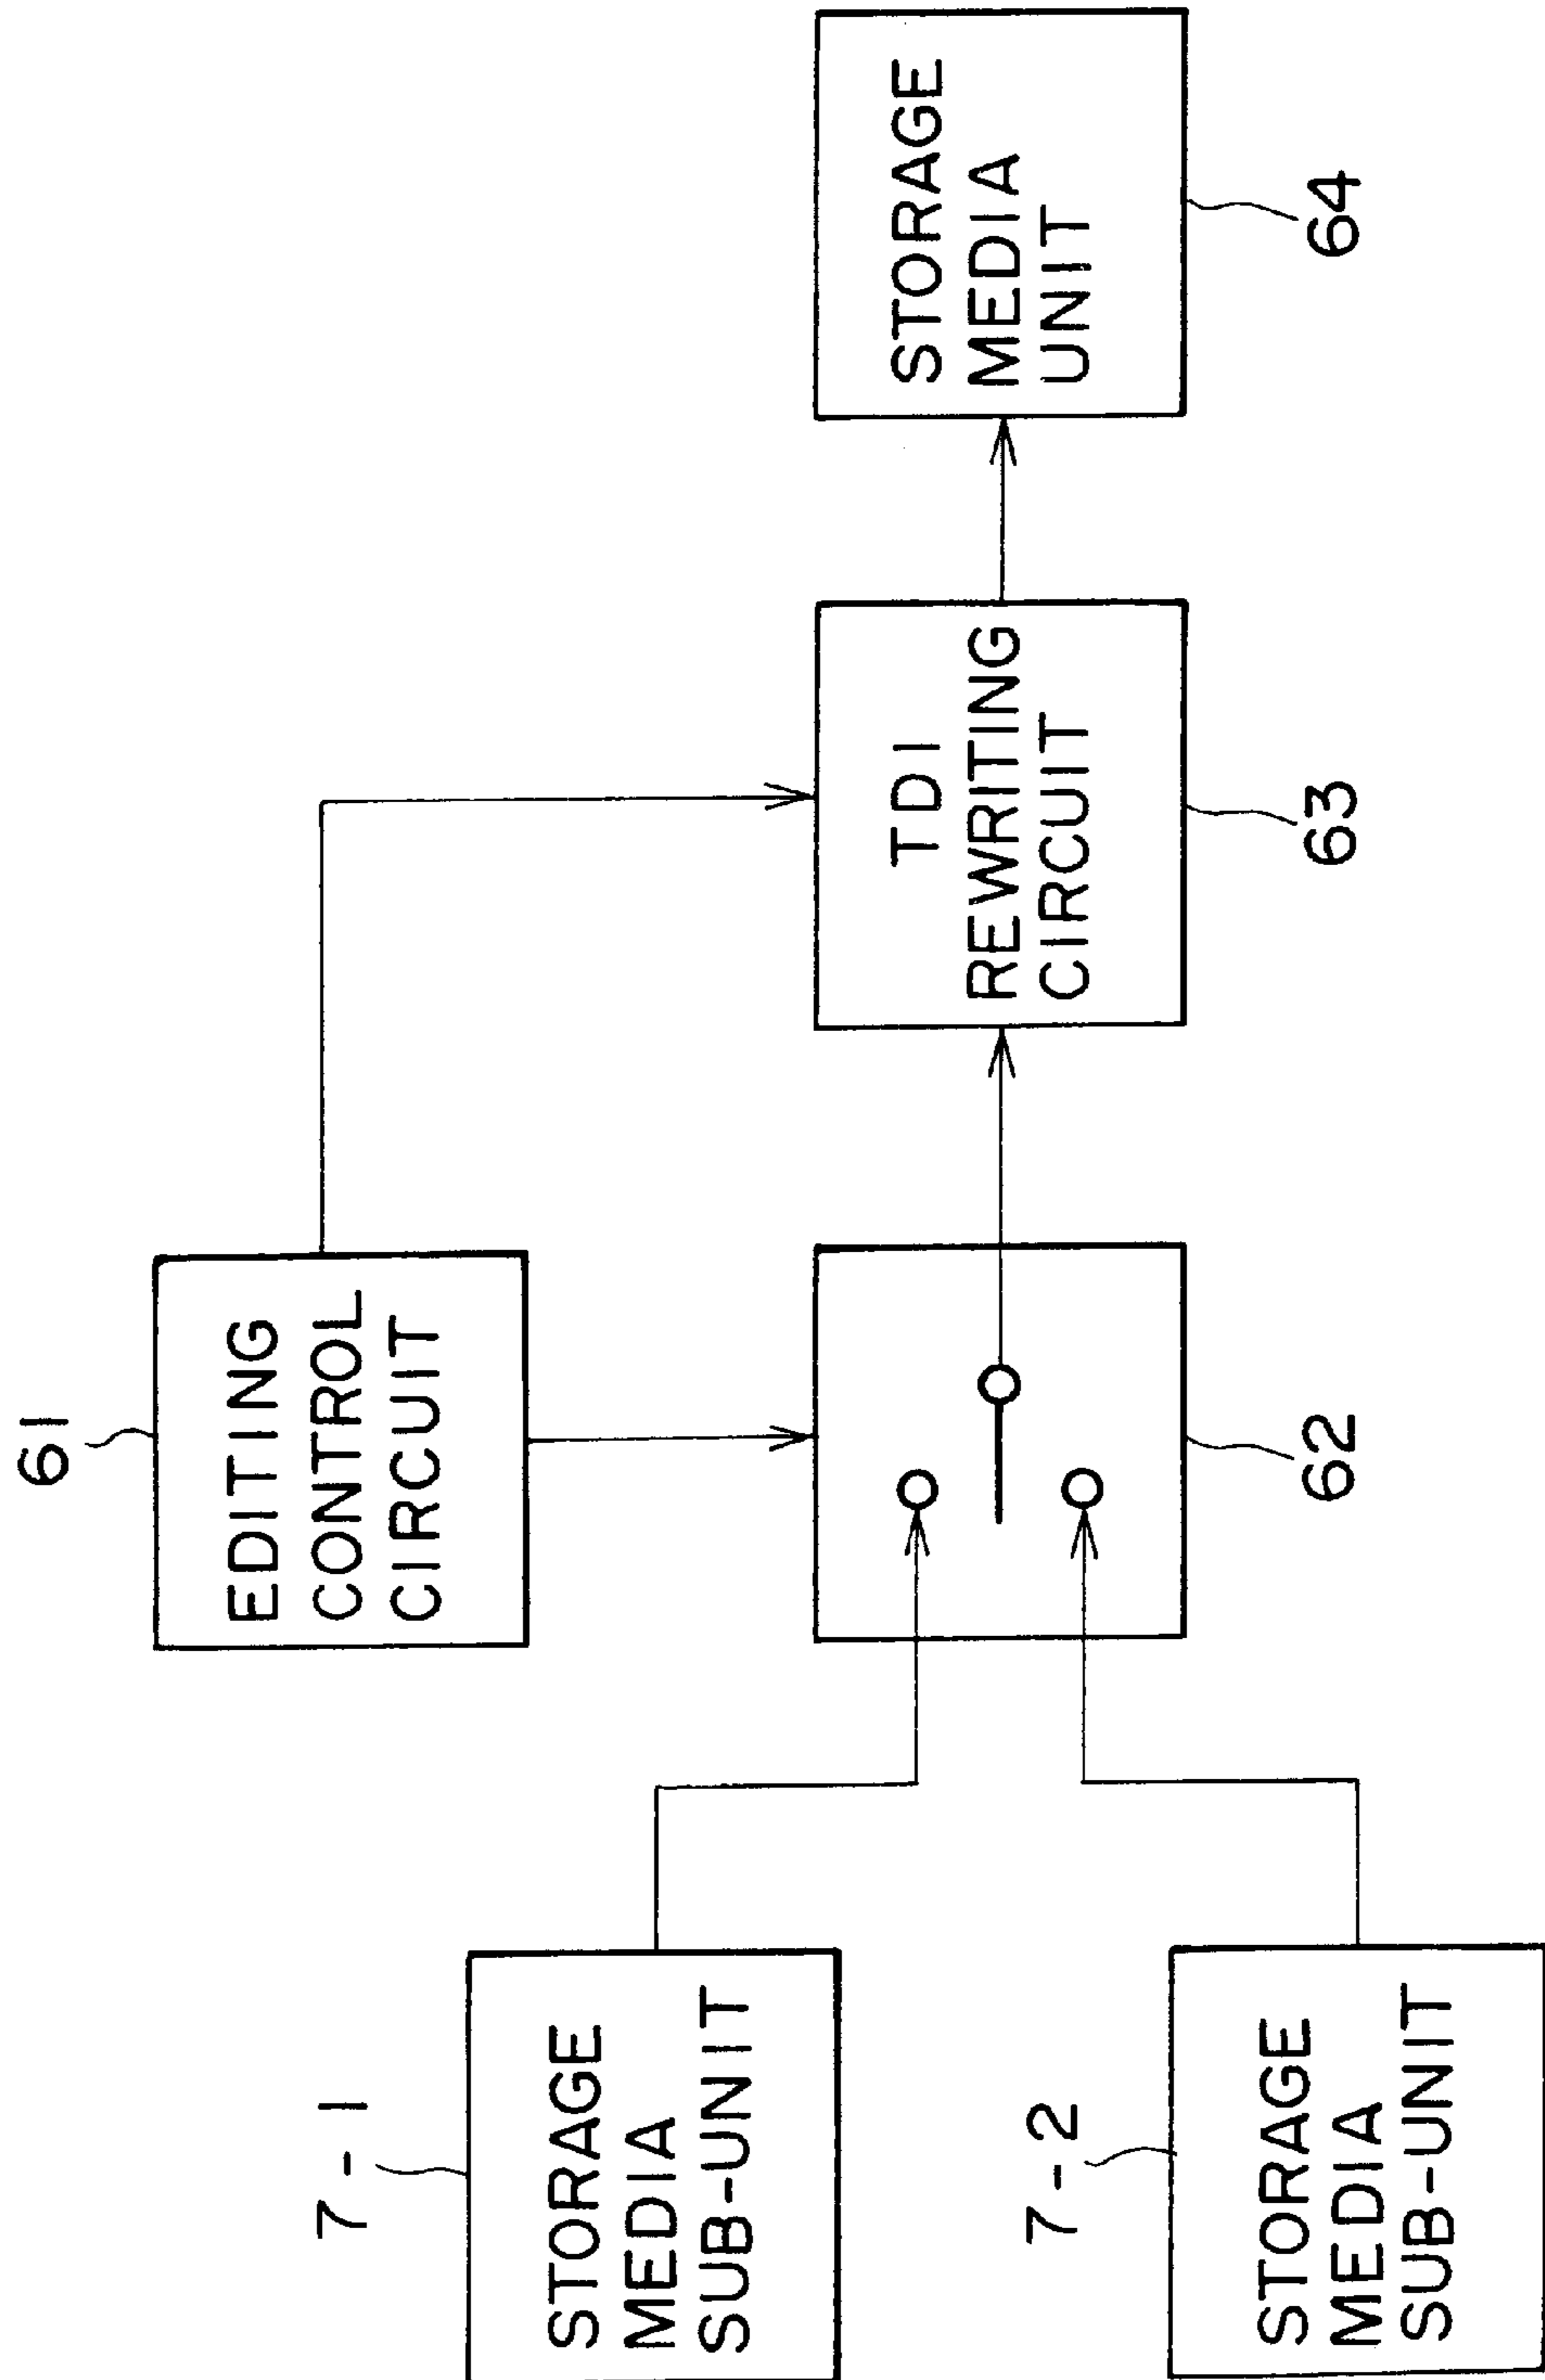 61
EDITING
CONTROL
CIRCUIT
7-1
STORAGE
MEDIA
SUB-UNIT
7-2
STORAGE
MEDIA
SUB-UNIT
62
TDI
REWRITING
CIRCUIT
63
STORAGE
MEDIA
UNIT
64